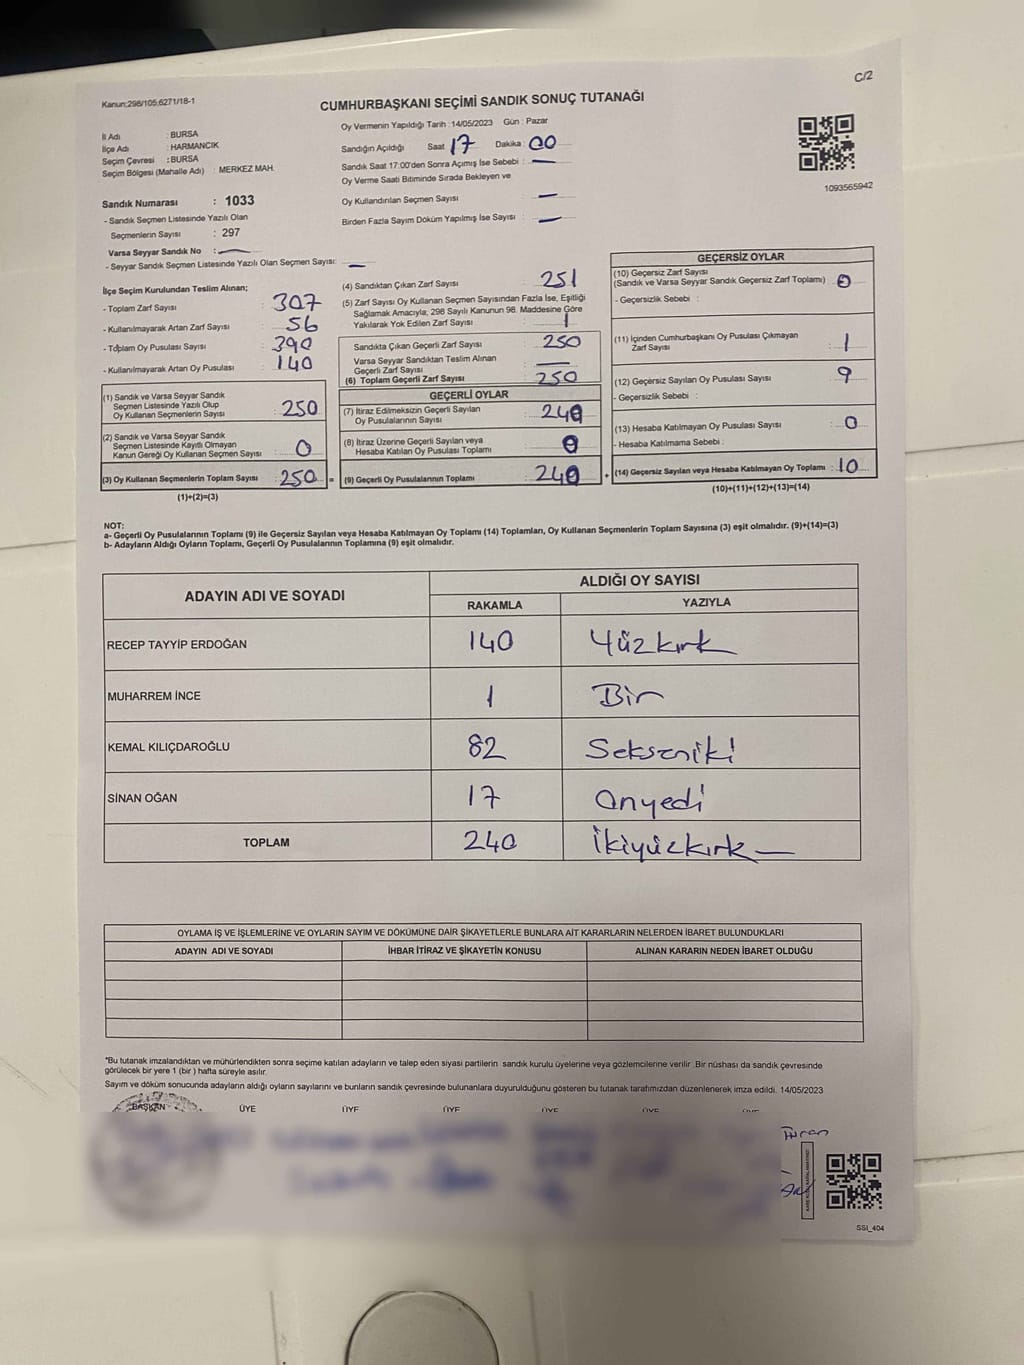 C/2
Kanun:298/105;6271/18-1
CUMHURBAŞKANI SEÇİMİ SANDIK SONUÇ TUTANAĞI
İl Adı : BURSA
İlçe Adı : HARMANCIK
Seçim Çevresi : BURSA
Seçim Bölgesi (Mahalle Adı) : MERKEZ MAH.
Sandık Numarası : 1033
- Sandık Seçmen Listesinde Yazılı Olan
Seçmenlerin Sayısı : 297
Varsa Seyyar Sandık No :
- Seyyar Sandık Seçmen Listesinde Yazılı Olan Seçmen Sayısı:
Oy Vermenin Yapıldığı Tarih : 14/05/2023 Gün : Pazar
Sandığın Açıldığı Saat 17 Dakika : 00
Sandık Saat 17:00'den Sonra Açımış İse Sebebi :
Oy Verme Saati Bitiminde Sırada Bekleyen ve
Oy Kullandırılan Seçmen Sayısı :
Birden Fazla Sayım Döküm Yapılmış İse Sayısı :
1093565942
İlçe Seçim Kurulundan Teslim Alınan;
- Toplam Zarf Sayısı : 307
- Kullanılmayarak Artan Zarf Sayısı : 56
- Toplam Oy Pusulası Sayısı : 390
- Kullanılmayarak Artan Oy Pusulası : 140
(1) Sandık ve Varsa Seyyar Sandık
Seçmen Listesinde Yazılı Olup
Oy Kullanan Seçmenlerin Sayısı : 250
(2) Sandık ve Varsa Seyyar Sandık
Seçmen Listesinde Kayıtlı Olmayan
Kanun Gereği Oy Kullanan Seçmen Sayısı : 0
(3) Oy Kullanan Seçmenlerin Toplam Sayısı : 250 =
(1)+(2)=(3)
(4) Sandıktan Çıkan Zarf Sayısı : 251
(5) Zarf Sayısı Oy Kullanan Seçmen Sayısından Fazla İse, Eşitliği
Sağlamak Amacıyla; 298 Sayılı Kanunun 98. Maddesine Göre
Yakılarak Yok Edilen Zarf Sayısı : 1
Sandıkta Çıkan Geçerli Zarf Sayısı : 250
Varsa Seyyar Sandıktan Teslim Alınan
Geçerli Zarf Sayısı :
(6) Toplam Geçerli Zarf Sayısı : 250
GEÇERLİ OYLAR
(7) İtiraz Edilmeksizin Geçerli Sayılan
Oy Pusulalarının Sayısı : 240
(8) İtiraz Üzerine Geçerli Sayılan veya
Hesaba Katılan Oy Pusulası Toplamı : 0
(9) Geçerli Oy Pusulalarının Toplamı : 240 +
GEÇERSİZ OYLAR
(10) Geçersiz Zarf Sayısı
(Sandık ve Varsa Seyyar Sandık Geçersiz Zarf Toplamı) : 0
- Geçersizlik Sebebi :
(11) İçinden Cumhurbaşkanı Oy Pusulası Çıkmayan
Zarf Sayısı : 1
(12) Geçersiz Sayılan Oy Pusulası Sayısı : 9
- Geçersizlik Sebebi :
(13) Hesaba Katılmayan Oy Pusulası Sayısı : 0
- Hesaba Katılmama Sebebi :
(14) Geçersiz Sayılan veya Hesaba Katılmayan Oy Toplamı : 10
(10)+(11)+(12)+(13)=(14)
NOT:
a- Geçerli Oy Pusulalarının Toplamı (9) ile Geçersiz Sayılan veya Hesaba Katılmayan Oy Toplamı (14) Toplamları, Oy Kullanan Seçmenlerin Toplam Sayısına (3) eşit olmalıdır. (9)+(14)=(3)
b- Adayların Aldığı Oyların Toplamı, Geçerli Oy Pusulalarının Toplamına (9) eşit olmalıdır.
ADAYIN ADI VE SOYADI ALDIĞI OY SAYISI
RAKAMLA YAZIYLA
RECEP TAYYİP ERDOĞAN 140 Yüzkırk
MUHARREM İNCE 1 Bir
KEMAL KILIÇDAROĞLU 82 Sekseniki
SİNAN OĞAN 17 Onyedi
TOPLAM 240 İkiyüzkırk
OYLAMA İŞ VE İŞLEMLERİNE VE OYLARIN SAYIM VE DÖKÜMÜNE DAİR ŞİKAYETLERLE BUNLARA AİT KARARLARIN NELERDEN İBARET BULUNDUKLARI
ADAYIN ADI VE SOYADI İHBAR İTİRAZ VE ŞİKAYETİN KONUSU ALINAN KARARIN NEDEN İBARET OLDUĞU
*Bu tutanak imzalandıktan ve mühürlendikten sonra seçime katılan adayların ve talep eden siyasi partilerin sandık kurulu üyelerine veya gözlemcilerine verilir .Bir nüshası da sandık çevresinde
görülecek bir yere 1 (bir ) hafta süreyle asılır.
Sayım ve döküm sonucunda adayların aldığı oyların sayılarını ve bunların sandık çevresinde bulunanlara duyurulduğunu gösteren bu tutanak tarafımızdan düzenlenerek imza edildi. 14/05/2023
BAŞKAN ÜYE ÜYE ÜYE ÜYE ÜYE
SSI_404